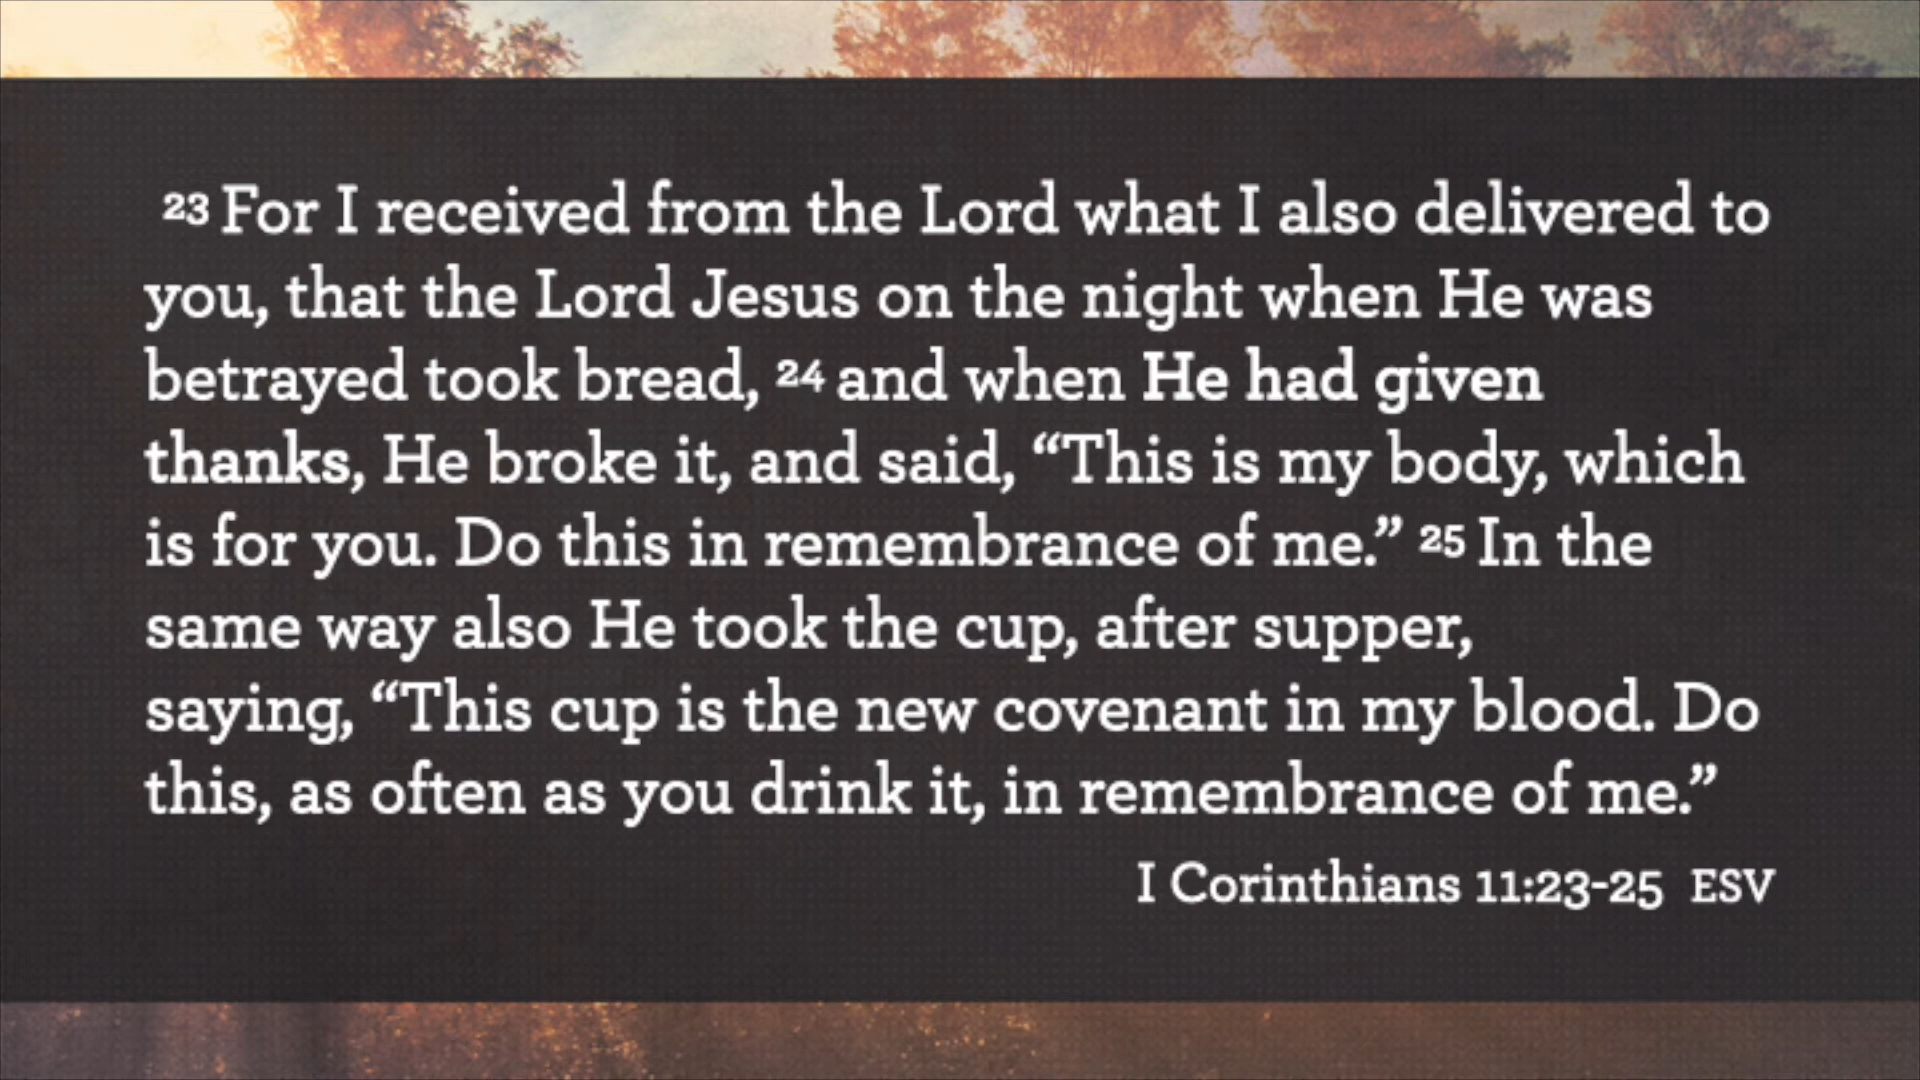 23 For I received from the Lord what I also delivered to
you, that the Lord Jesus on the night when He was
betrayed took bread, 24 and when He had given
thanks, He broke it, and said, “This is my body, which
is for you. Do this in remembrance of me.” 25 In the
same way also He took the cup, after supper,
saying, “This cup is the new covenant in my blood. Do
this, as often as you drink it, in remembrance of me.”
I Corinthians 11:23-25 ESV